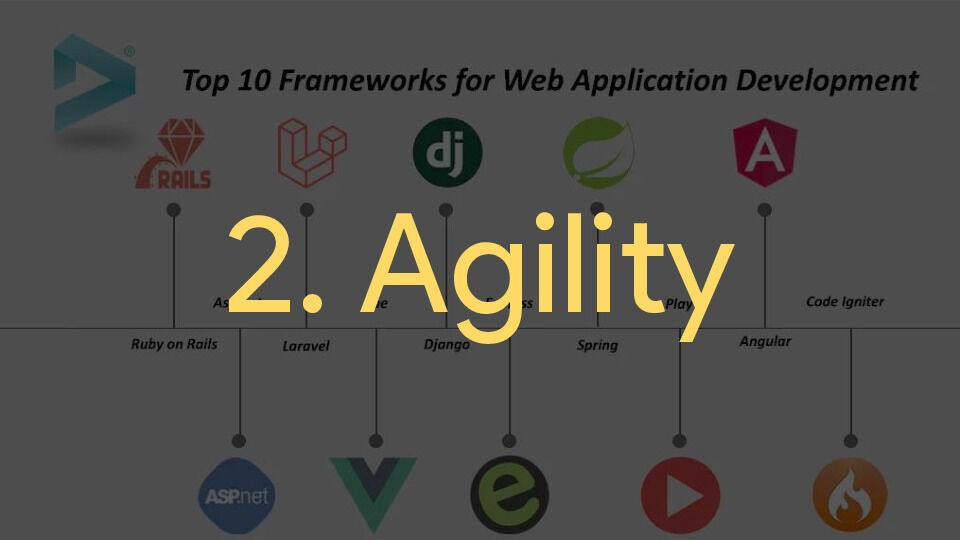 ®
Top 10 Frameworks for Web Application Development
RAILS
dj
A
2. Agility
Play
Code Igniter
Ruby on Rails
Laravel
Django
Spring
Angular
ASP.net
e